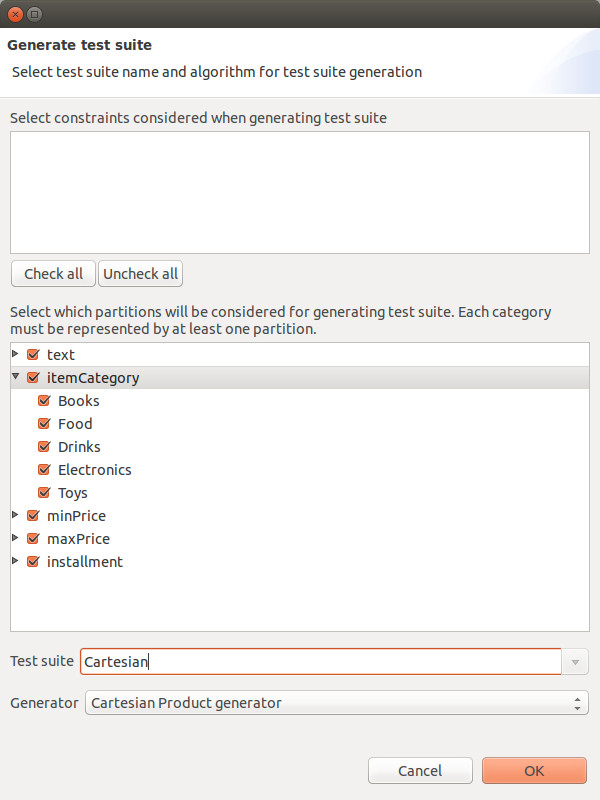 Generate test suite
Select test suite name and algorithm for test suite generation
Select constraints considered when generating test suite
Check all
Uncheck all
Select which partitions will be considered for generating test suite. Each category
must be represented by at least one partition.
text
itemCategory
Books
Food
Drinks
Electronics
Toys
minPrice
maxPrice
installment
Test suite Cartesian
Generator Cartesian Product generator
Cancel
OK